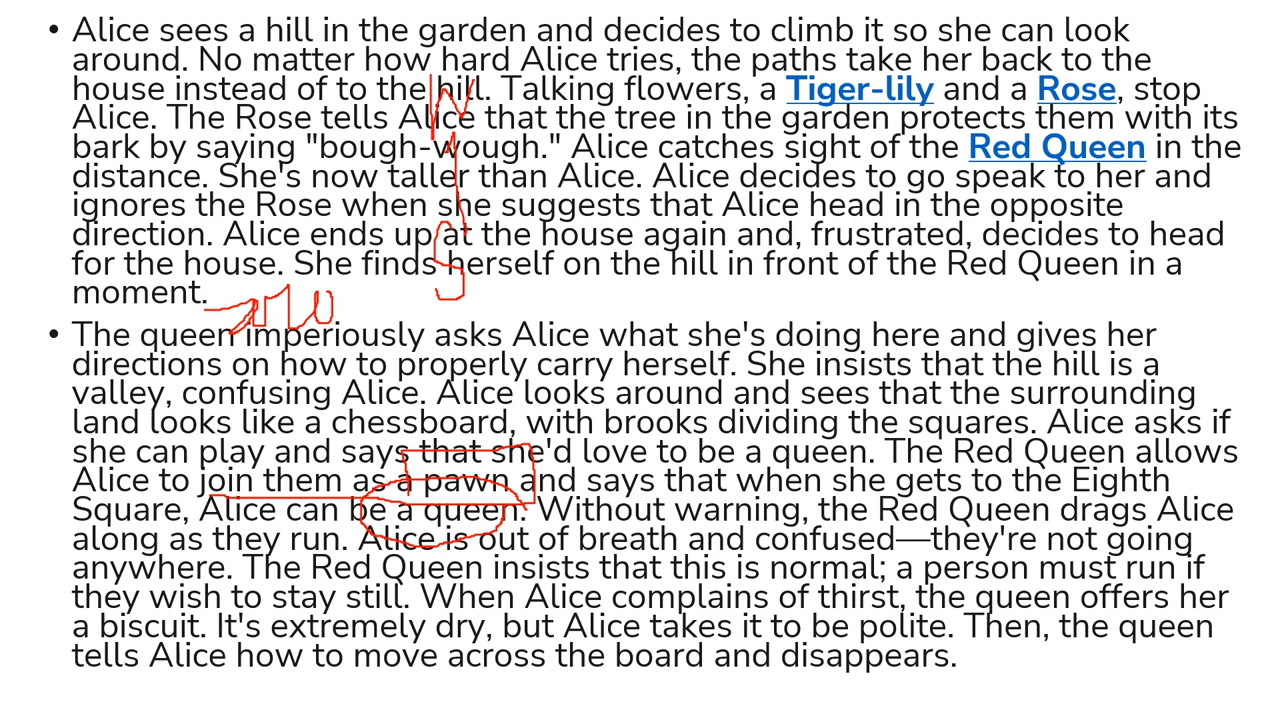 • Alice sees a hill in the garden and decides to climb it so she can look
around. No matter how hard Alice tries, the paths take her back to the
house instead of to the hill. Talking flowers, a Tiger-lily and a Rose, stop
Alice. The Rose tells Alice that the tree in the garden protects them with its
bark by saying "bough-wough." Alice catches sight of the Red Queen in the
distance. She's now taller than Alice. Alice decides to go speak to her and
ignores the Rose when she suggests that Alice head in the opposite
direction. Alice ends up at the house again and, frustrated, decides to head
for the house. She finds herself on the hill in front of the Red Queen in a
moment.
• The queen imperiously asks Alice what she's doing here and gives her
directions on how to properly carry herself. She insists that the hill is a
valley, confusing Alice. Alice looks around and sees that the surrounding
land looks like a chessboard, with brooks dividing the squares. Alice asks if
she can play and says that she'd love to be a queen. The Red Queen allows
Alice to join them as a pawn and says that when she gets to the Eighth
Square, Alice can be a queen. Without warning, the Red Queen drags Alice
along as they run. Alice is out of breath and confused—they're not going
anywhere. The Red Queen insists that this is normal; a person must run if
they wish to stay still. When Alice complains of thirst, the queen offers her
a biscuit. It's extremely dry, but Alice takes it to be polite. Then, the queen
tells Alice how to move across the board and disappears.